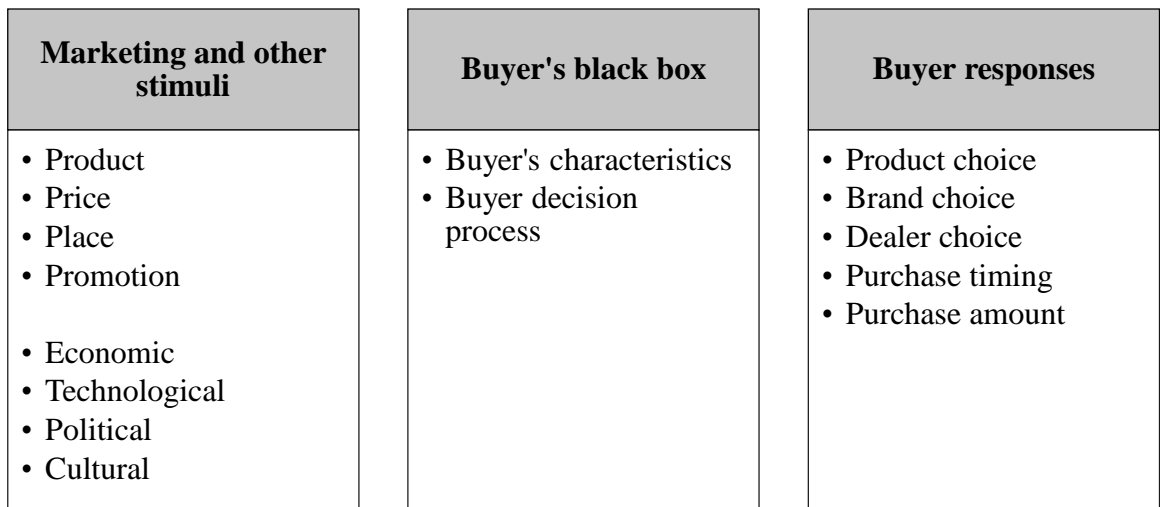 Marketing and other
stimuli
• Product
• Price
• Place
• Promotion
• Economic
• Technological
• Political
• Cultural
Buyer's black box
• Buyer's characteristics
• Buyer decision
process
Buyer responses
• Product choice
• Brand choice
• Dealer choice
• Purchase timing
• Purchase amount